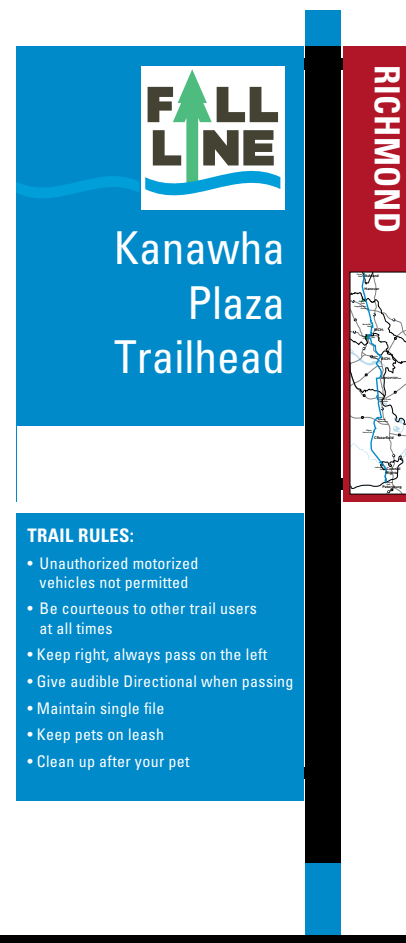 FALL
LINE
Kanawha
Plaza
Trailhead
RICHMOND
TRAIL RULES:
• Unauthorized motorized
vehicles not permitted
• Be courteous to other trail users
at all times
• Keep right, always pass on the left
• Give audible Directional when passing
• Maintain single file
• Keep pets on leash
• Clean up after your pet